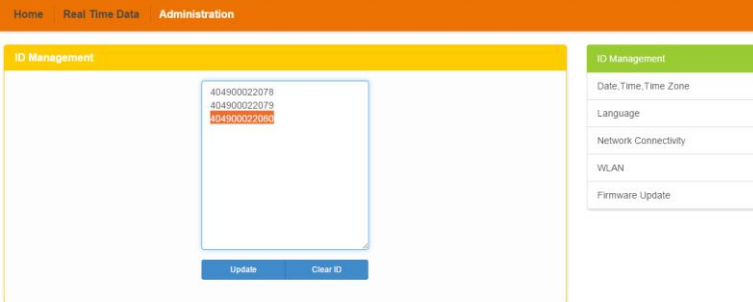 Home Real Time Data Administration
ID Management
404900022078
404900022079
404900022080
Update Clear ID
ID Management
Date,Time,Time Zone
Language
Network Connectivity
WLAN
Firmware Update